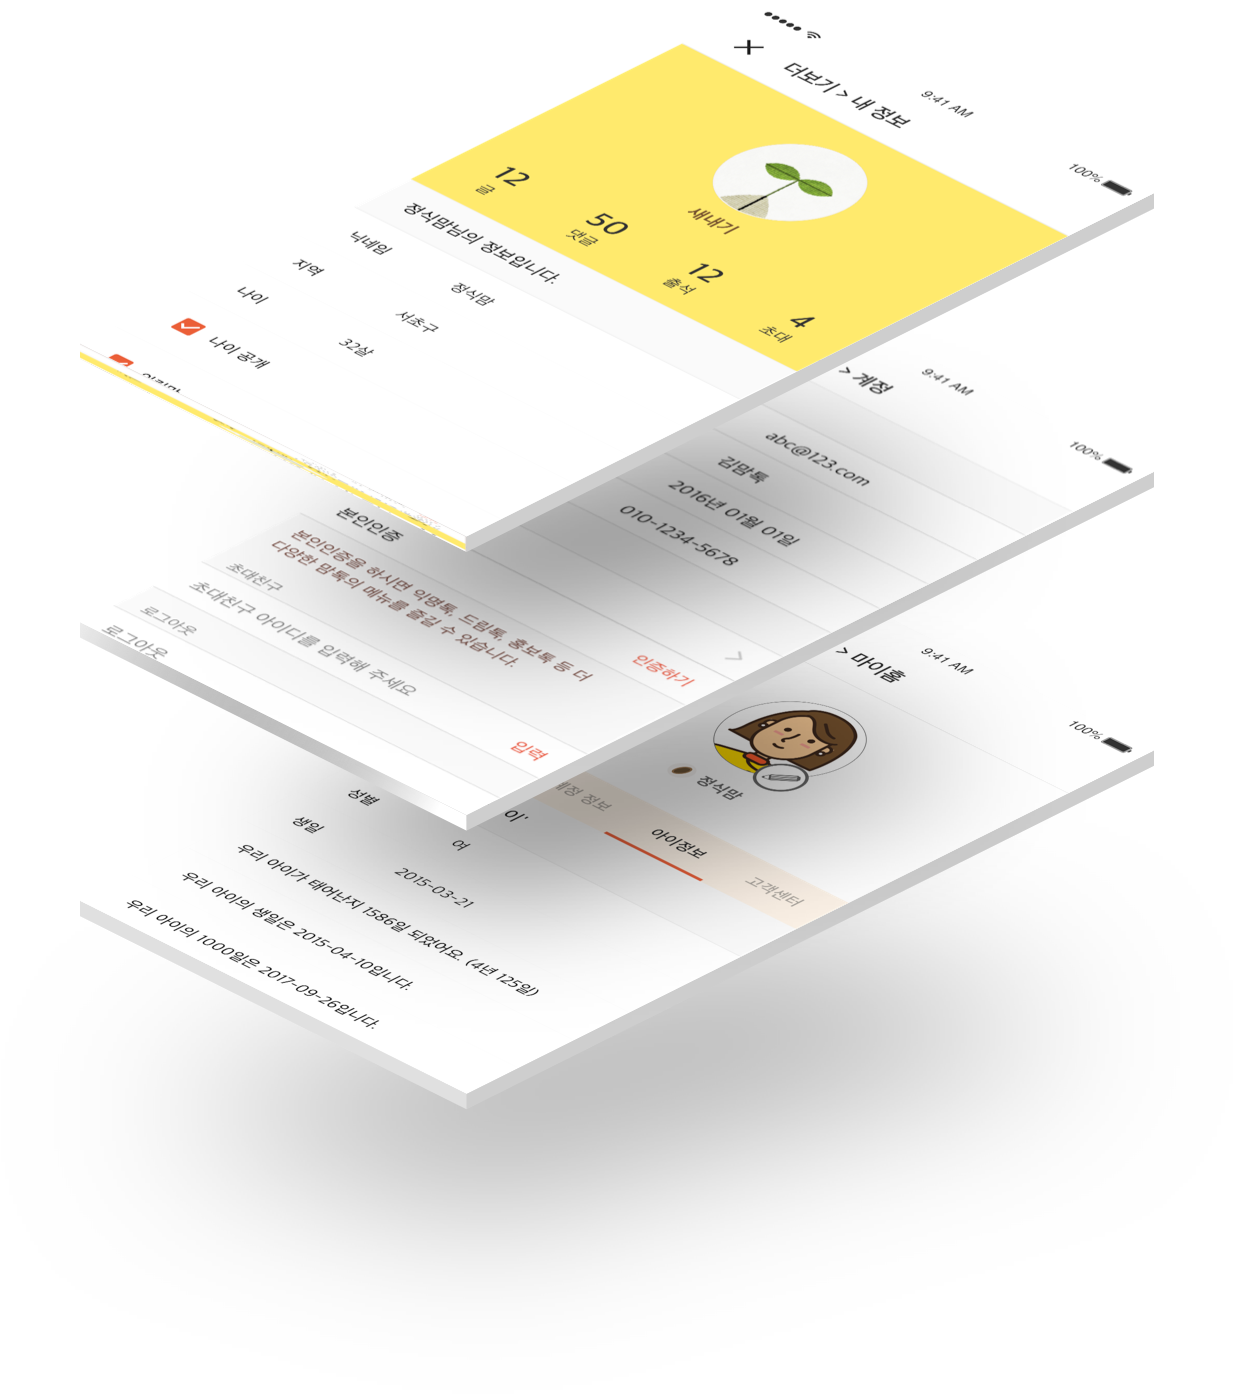 9:41 AM
100%
더보기 > 내 정보
새내기
12
글
50
댓글
12
출석
4
초대
정식맘님의 정보입니다.
닉네임
정식맘
지역
서초구
나이
32살
나이 공개
9:41 AM
100%
> 계정
abc@123.com
김맘톡
2016년 01월 01일
010-1234-5678
본인인증
본인인증을 하시면 익명톡, 드림톡, 홍보톡 등 더
다양한 맘톡의 메뉴를 즐길 수 있습니다.
인증하기
초대친구
초대친구 아이디를 입력해 주세요
입력
로그아웃
로그아웃
9:41 AM
100%
> 마이홈
정식맘
정 정보
아이정보
고객센터
성별
여
생일
2015-03-21
우리 아이가 태어난지 1586일 되었어요. (4년 125일)
우리 아이의 생일은 2015-04-10입니다.
우리 아이의 1000일은 2017-09-26입니다.